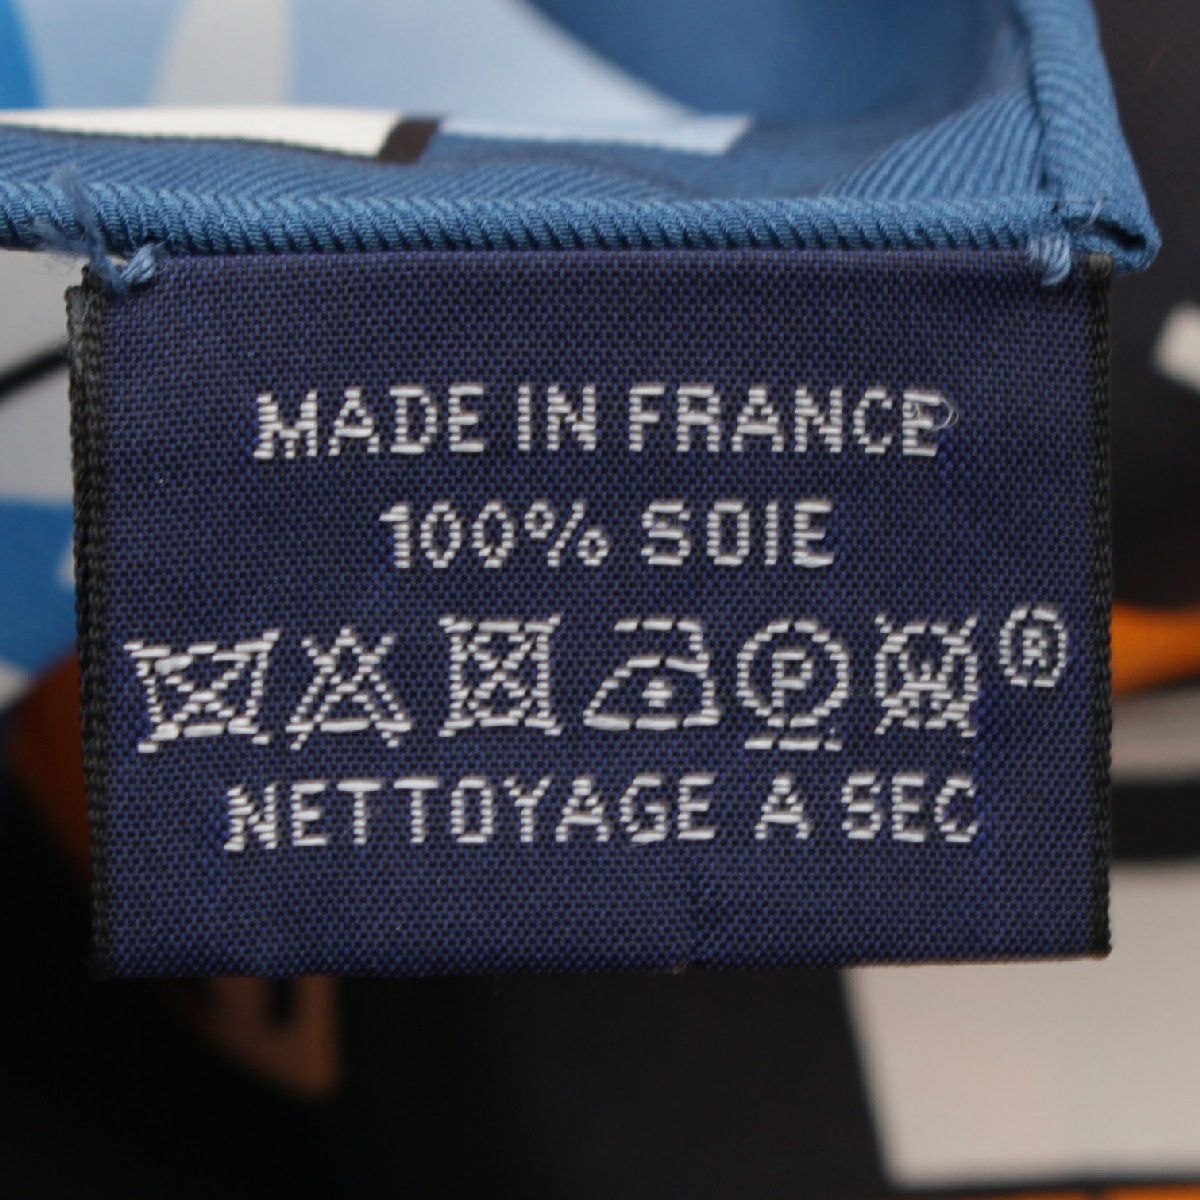 MADE IN FRANCE
100% SOIE
P W ®
NETTOYAGE A SEC